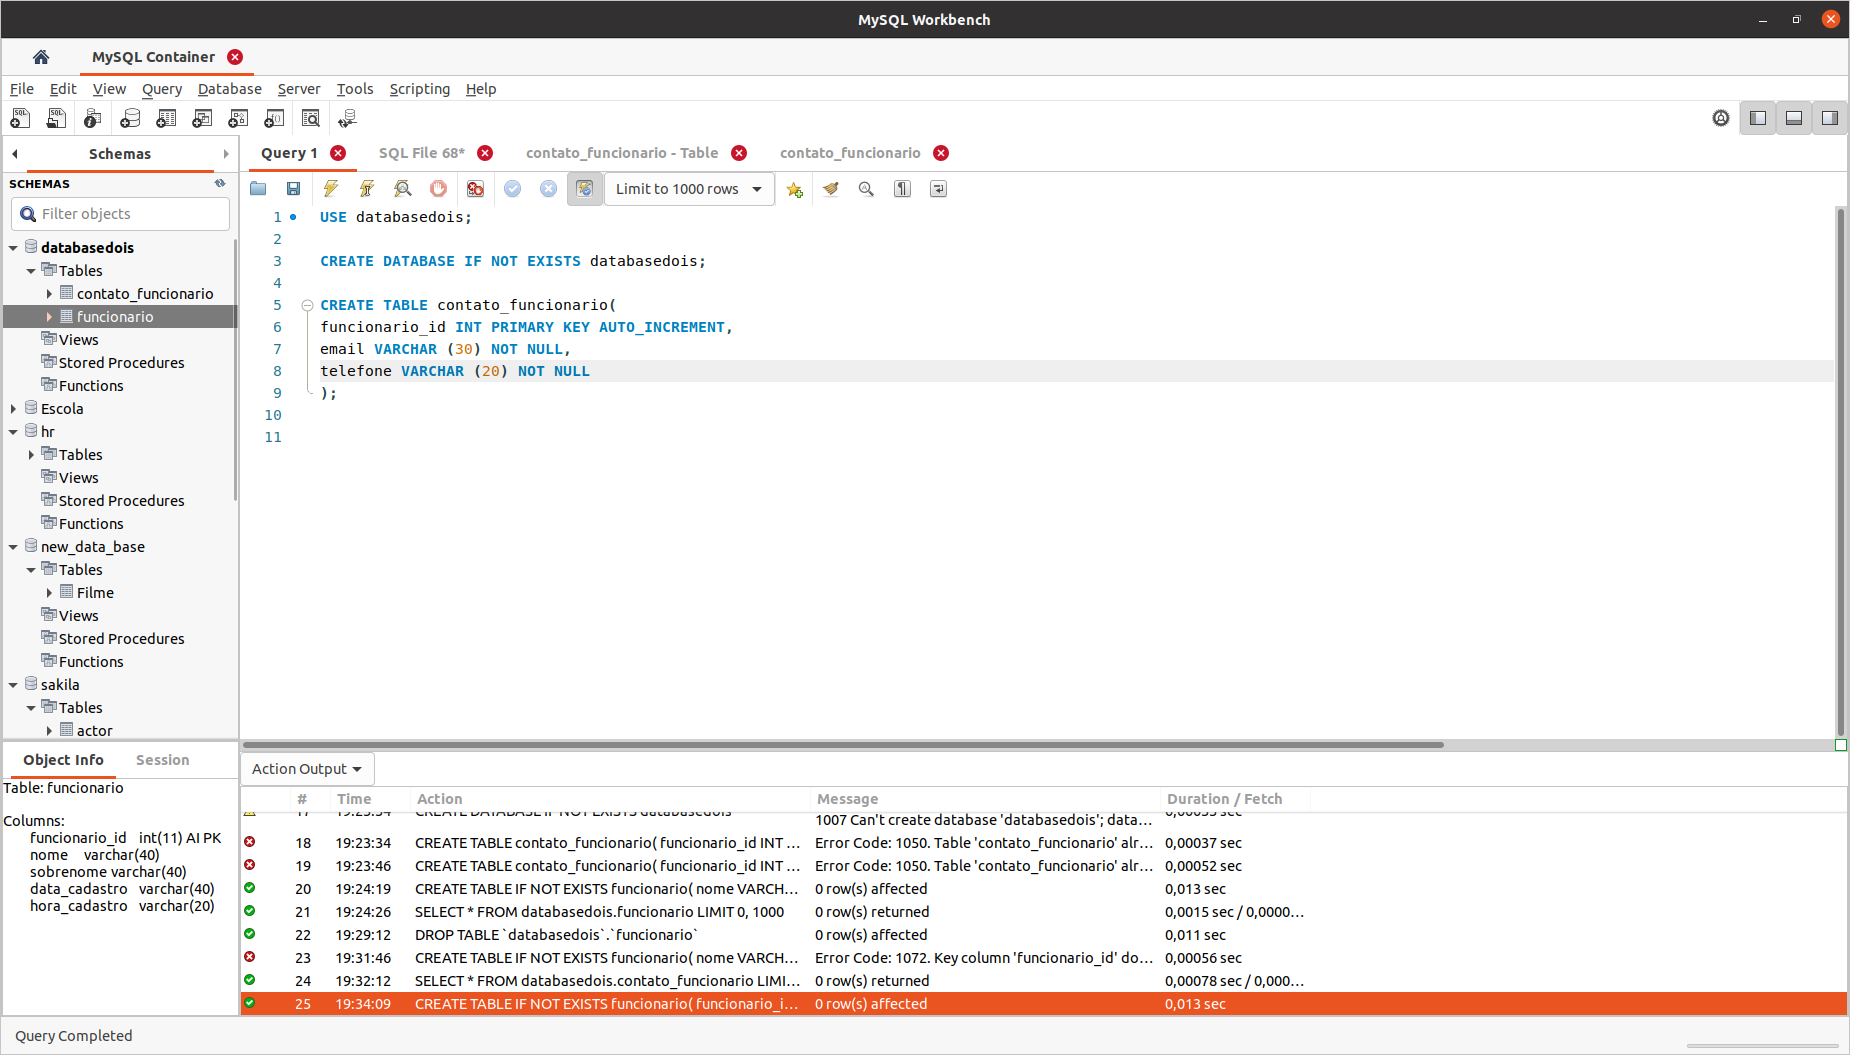 MySQL Workbench
MySQL Container
File Edit View Query Database Server Tools Scripting Help
Schemas
Query 1 SQL File 68* contato_funcionario - Table contato_funcionario
SCHEMAS
Filter objects
databasedois
Tables
contato_funcionario
funcionario
Views
Stored Procedures
Functions
Escola
hr
Tables
Views
Stored Procedures
Functions
new_data_base
Tables
Filme
Views
Stored Procedures
Functions
sakila
Tables
actor
Limit to 1000 rows
1 USE databasedois;
2
3 CREATE DATABASE IF NOT EXISTS databasedois;
4
5 CREATE TABLE contato_funcionario(
6 funcionario_id INT PRIMARY KEY AUTO_INCREMENT,
7 email VARCHAR (30) NOT NULL,
8 telefone VARCHAR (20) NOT NULL
9 );
10
11
Object Info Session
Table: funcionario
Columns:
funcionario_id int(11) AI PK
nome varchar(40)
sobrenome varchar(40)
data_cadastro varchar(40)
hora_cadastro varchar(20)
Action Output
# Time Action Message Duration / Fetch
17 19:23:34 CREATE DATABASE IF NOT EXISTS databasedois
1007 Can't create database 'databasedois'; data...
18 19:23:34 CREATE TABLE contato_funcionario( funcionario_id INT ... Error Code: 1050. Table 'contato_funcionario' alr... 0,00037 sec
19 19:23:46 CREATE TABLE contato_funcionario( funcionario_id INT ... Error Code: 1050. Table 'contato_funcionario' alr... 0,00052 sec
20 19:24:19 CREATE TABLE IF NOT EXISTS funcionario( nome VARCH... 0 row(s) affected 0,013 sec
21 19:24:26 SELECT * FROM databasedois.funcionario LIMIT 0, 1000 0 row(s) returned 0,0015 sec / 0,0000...
22 19:29:12 DROP TABLE `databasedois`.`funcionario` 0 row(s) affected 0,011 sec
23 19:31:46 CREATE TABLE IF NOT EXISTS funcionario( nome VARCH... Error Code: 1072. Key column 'funcionario_id' do... 0,00056 sec
24 19:32:12 SELECT * FROM databasedois.contato_funcionario LIMI... 0 row(s) returned 0,00078 sec / 0,000...
25 19:34:09 CREATE TABLE IF NOT EXISTS funcionario( funcionario_i... 0 row(s) affected 0,013 sec
Query Completed